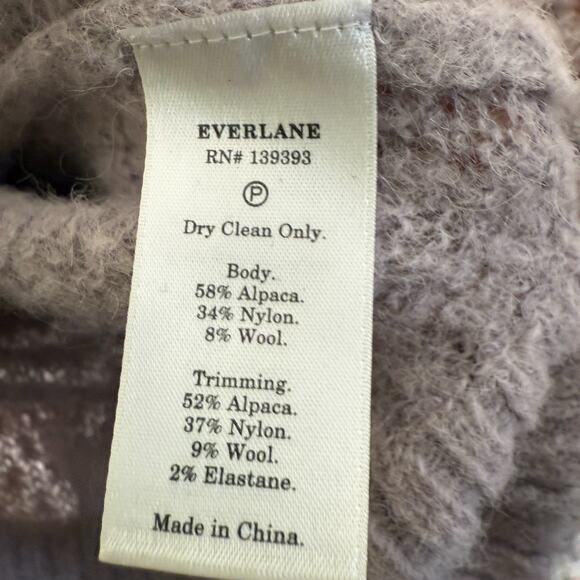 EVERLANE
RN# 139393
P
Dry Clean Only.
Body.
58% Alpaca.
34% Nylon.
8% Wool.
Trimming.
52% Alpaca.
37% Nylon.
9% Wool.
2% Elastane.
Made in China.